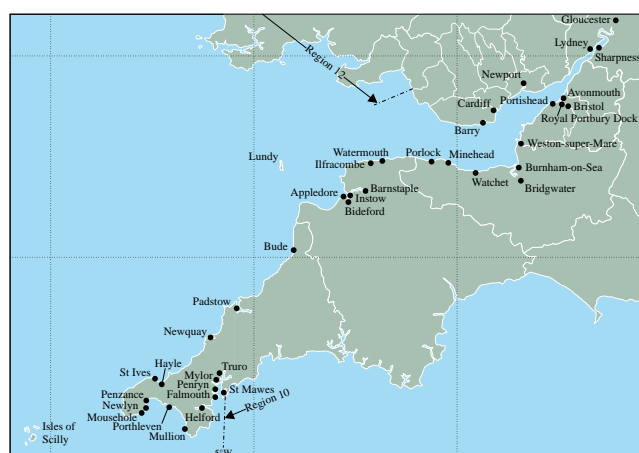 Gloucester
Lydney
Sharpness
Region 12
Newport
Avonmouth
Cardiff
Portishead
Bristol
Royal Portbury Dock
Barry
Weston-super-Mare
Lundy
Watermouth
Ilfracombe
Porlock
Minehead
Burnham-on-Sea
Watchet
Bridgwater
Appledore
Barnstaple
Instow
Bideford
Bude
Padstow
Newquay
Hayle
St Ives
Truro
Mylor
Penryn
Falmouth
St Mawes
Penzance
Newlyn
Mousehole
Region 10
Helford
Porthleven
Mullion
Isles of
Scilly
5°W